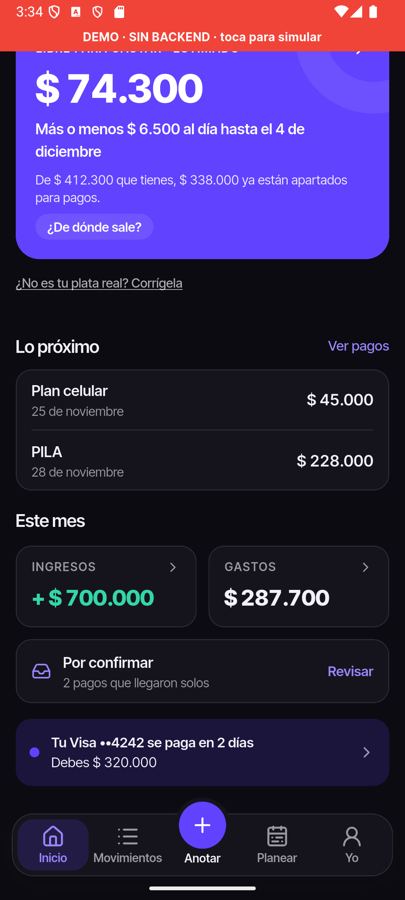 3:34
DEMO · SIN BACKEND · toca para simular
$ 74.300
Más o menos $ 6.500 al día hasta el 4 de
diciembre
De $ 412.300 que tienes, $ 338.000 ya están apartados
para pagos.
¿De dónde sale?
¿No es tu plata real? Corrígela
Lo próximo
Ver pagos
Plan celular
25 de noviembre
$ 45.000
PILA
28 de noviembre
$ 228.000
Este mes
INGRESOS
+ $ 700.000
GASTOS
$ 287.700
Por confirmar
2 pagos que llegaron solos
Revisar
Tu Visa ••4242 se paga en 2 días
Debes $ 320.000
Inicio
Movimientos
Anotar
Planear
Yo